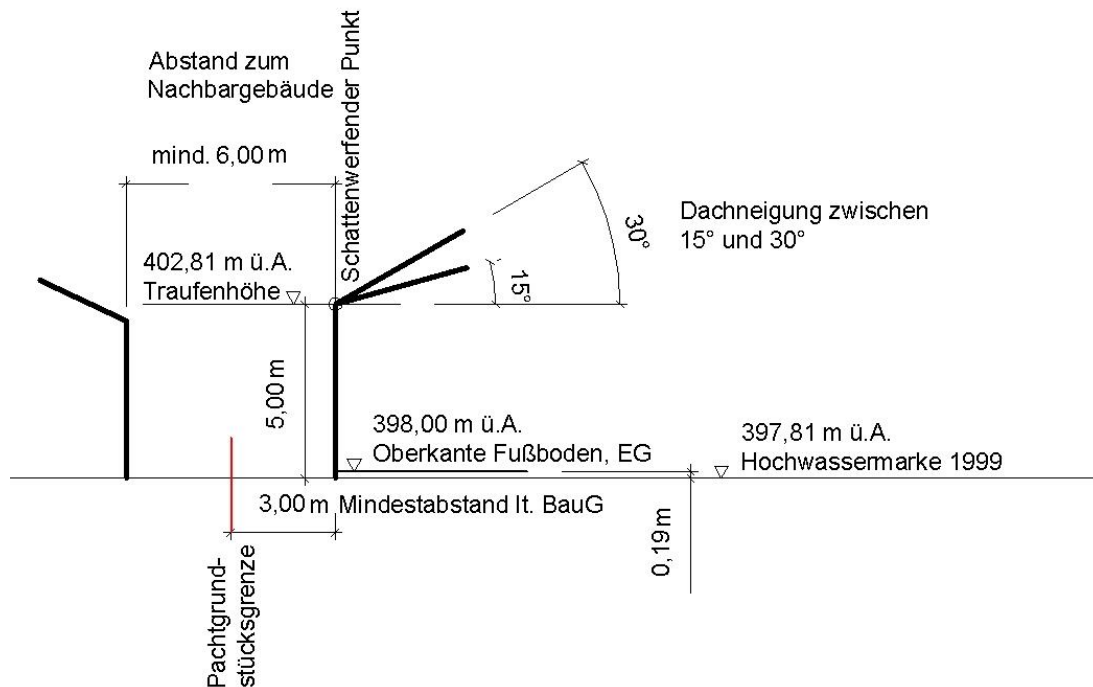 Abstand zum
Nachbargebäude
mind. 6,00 m
Schattenwerfender Punkt
30°
15°
Dachneigung zwischen
15° und 30°
402,81 m ü.A.
Traufenhöhe
5,00 m
398,00 m ü.A.
Oberkante Fußboden, EG
397,81 m ü.A.
Hochwassermarke 1999
3,00 m Mindestabstand lt. BauG
0,19 m
Pachtgrund-
stücksgrenze